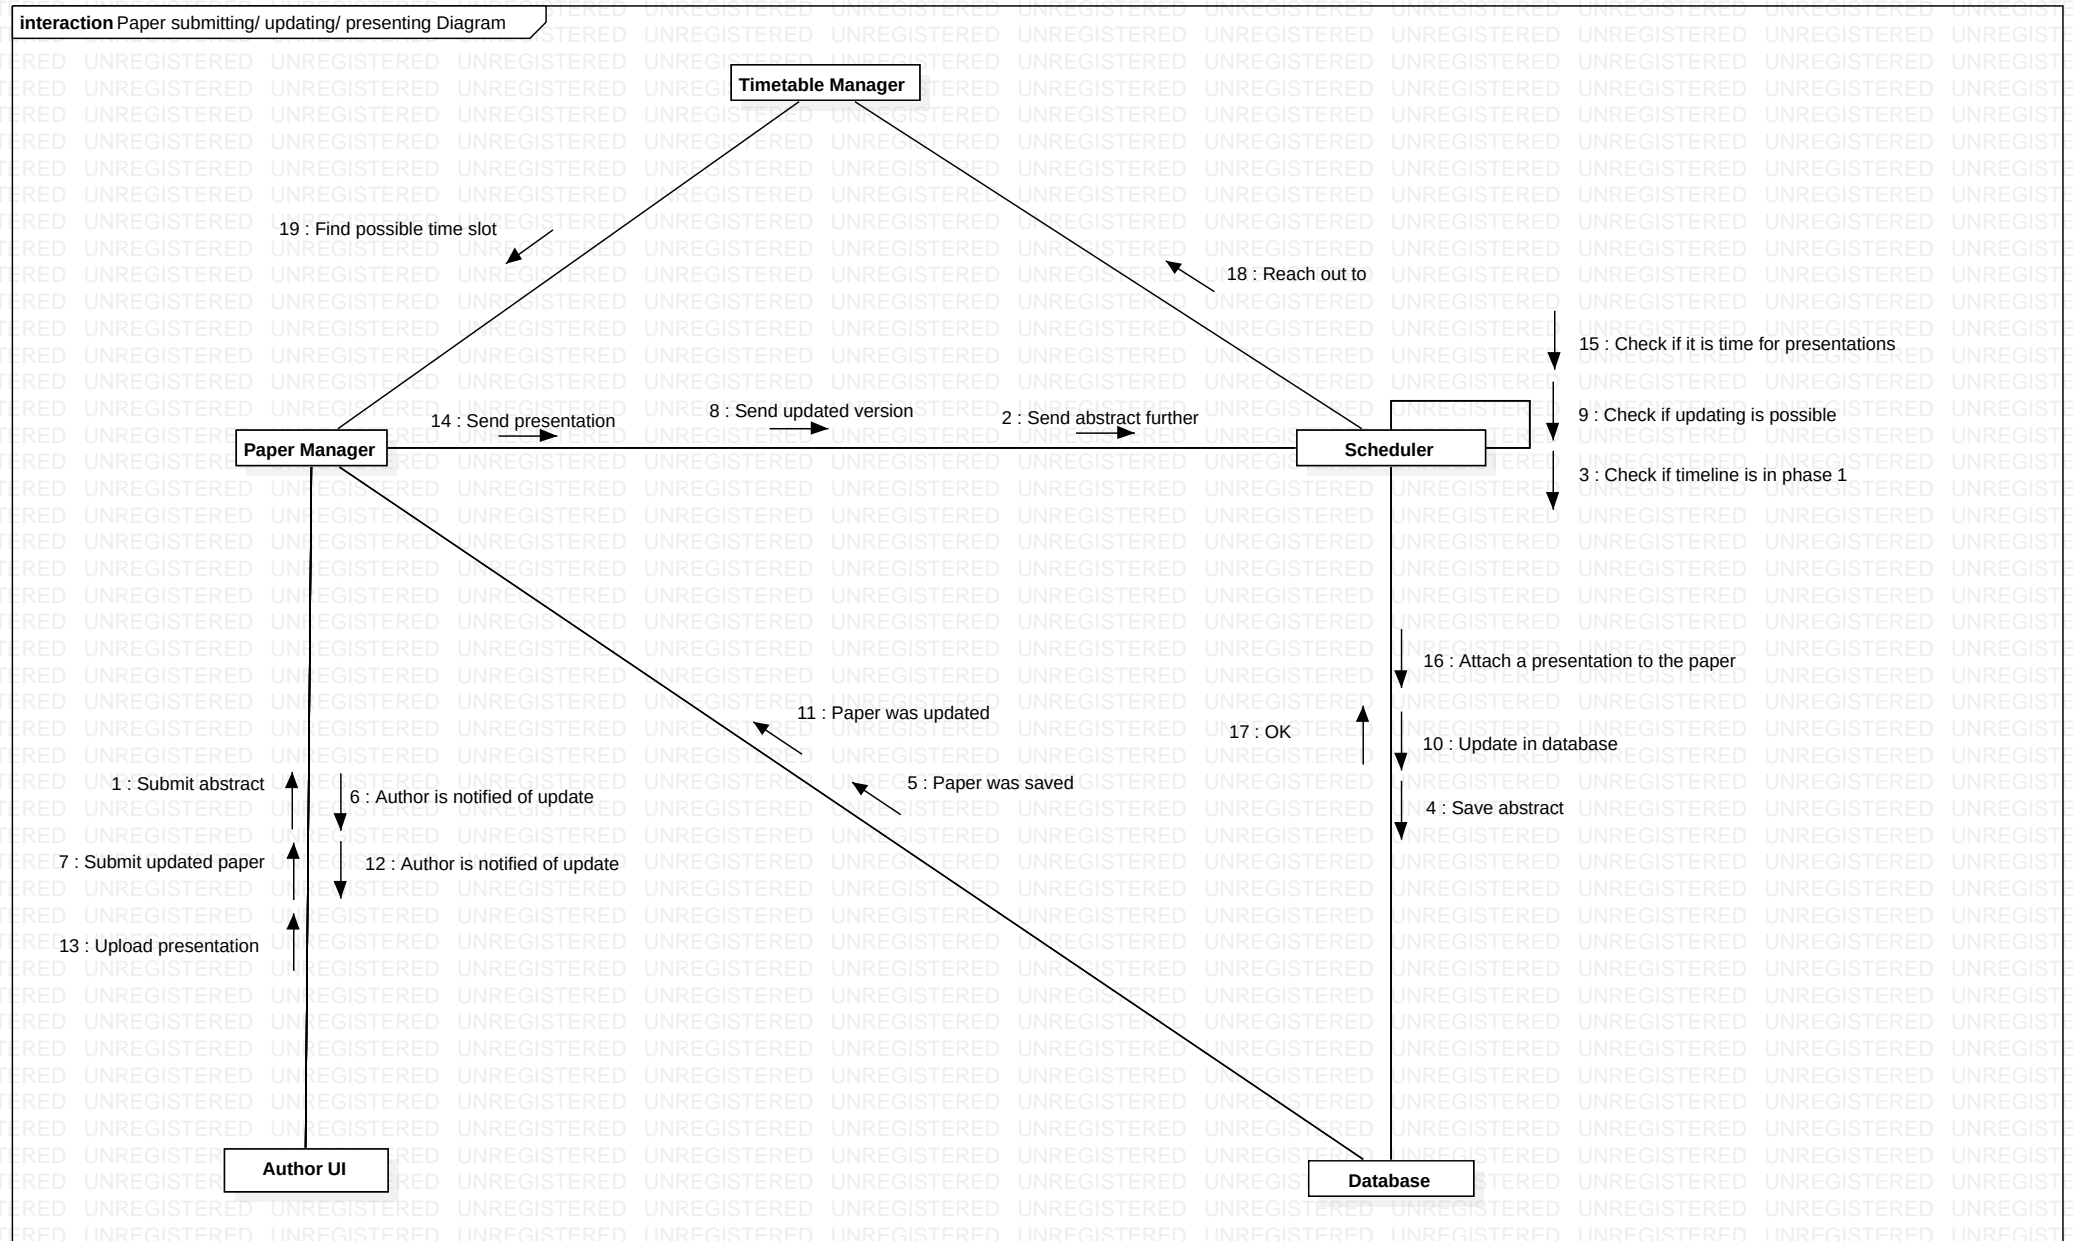 interaction Paper submitting/ updating/ presenting Diagram
Timetable Manager
19 : Find possible time slot
18 : Reach out to
15 : Check if it is time for presentations
14 : Send presentation
8 : Send updated version
2 : Send abstract further
9 : Check if updating is possible
Paper Manager
Scheduler
3 : Check if timeline is in phase 1
16 : Attach a presentation to the paper
11 : Paper was updated
17 : OK
10 : Update in database
1 : Submit abstract
6 : Author is notified of update
5 : Paper was saved
4 : Save abstract
7 : Submit updated paper
12 : Author is notified of update
13 : Upload presentation
Author UI
Database
UNREGISTERED